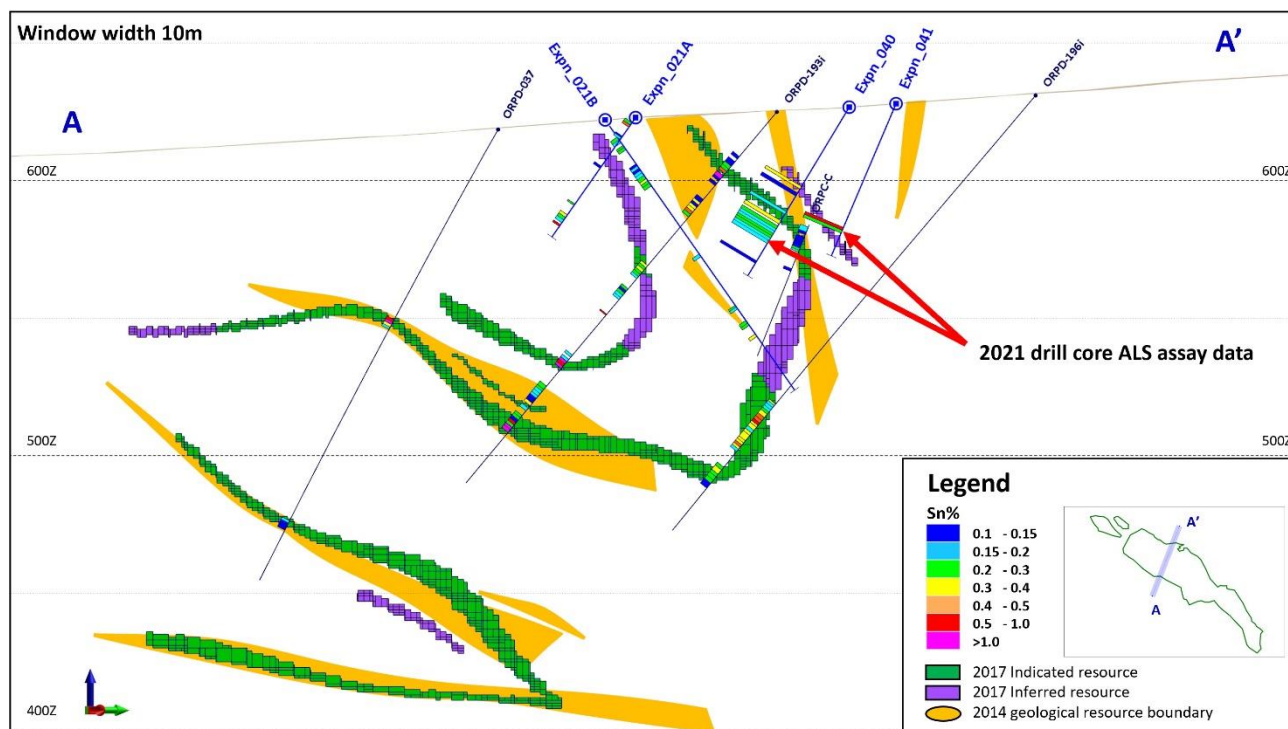 Window width 10m
A
A’
Expn_021B
Expn_021A
Expn_040
Expn_041
ORPD-037
ORPD-193i
ORPD-196i
ORPC-C
600Z
600Z
500Z
500Z
400Z
2021 drill core ALS assay data
Legend
Sn%
0.1 - 0.15
0.15 - 0.2
0.2 - 0.3
0.3 - 0.4
0.4 - 0.5
0.5 - 1.0
>1.0
A’
A
2017 Indicated resource
2017 Inferred resource
2014 geological resource boundary